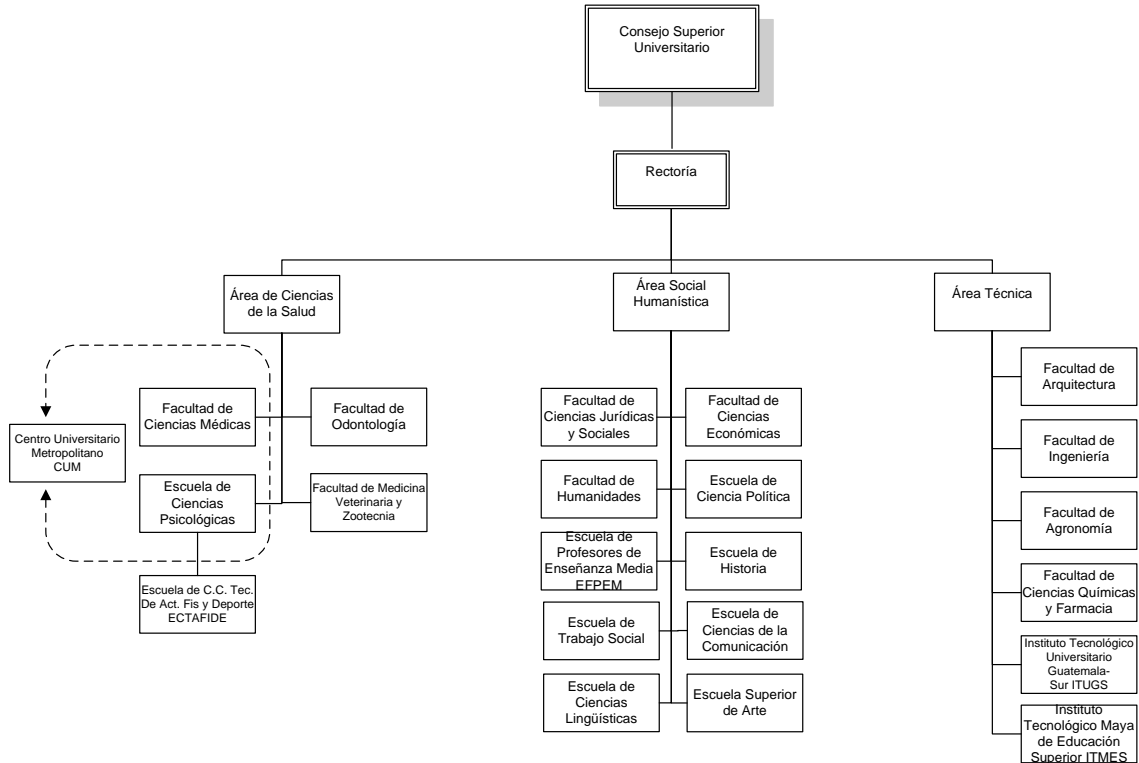 Consejo Superior
Universitario
Rectoría
Área de Ciencias
de la Salud
Área Social
Humanística
Área Técnica
Facultad de
Ciencias Médicas
Facultad de
Odontología
Centro Universitario
Metropolitano
CUM
Escuela de
Ciencias
Psicológicas
Facultad de Medicina
Veterinaria y
Zootecnia
Escuela de C.C. Tec.
De Act. Fis y Deporte
ECTAFIDE
Facultad de
Ciencias Jurídicas
y Sociales
Facultad de
Ciencias
Económicas
Facultad de
Humanidades
Escuela de
Ciencia Política
Escuela de
Profesores de
Enseñanza Media
EFPEM
Escuela de
Historia
Escuela de
Trabajo Social
Escuela de
Ciencias de la
Comunicación
Escuela de
Ciencias
Lingüísticas
Escuela Superior
de Arte
Facultad de
Arquitectura
Facultad de
Ingeniería
Facultad de
Agronomía
Facultad de
Ciencias Químicas
y Farmacia
Instituto Tecnológico
Universitario
Guatemala-
Sur ITUGS
Instituto
Tecnológico Maya
de Educación
Superior ITMES